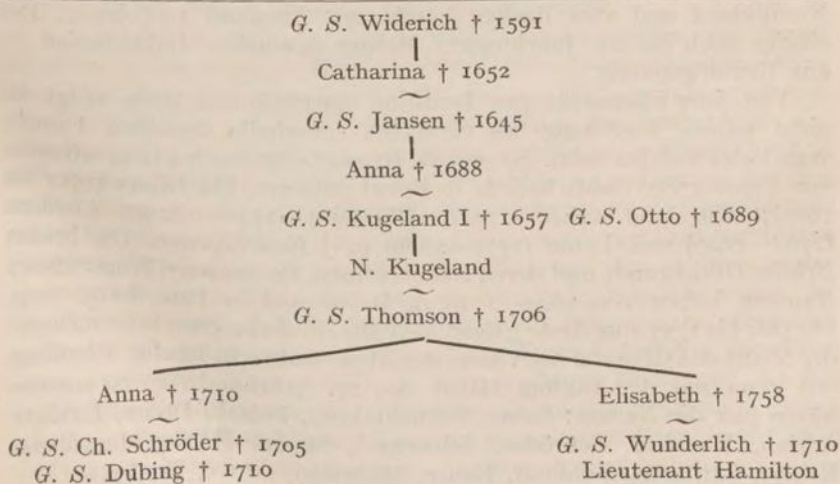 G. S. Widerich † 1591
Catharina † 1652
G. S. Jansen † 1645
Anna † 1688
G. S. Kugeland I † 1657 G. S. Otto † 1689
N. Kugeland
G. S. Thomson † 1706
Anna † 1710 Elisabeth † 1758
G. S. Ch. Schröder † 1705 G. S. Wunderlich † 1710
G. S. Dubing † 1710 Lieutenant Hamilton